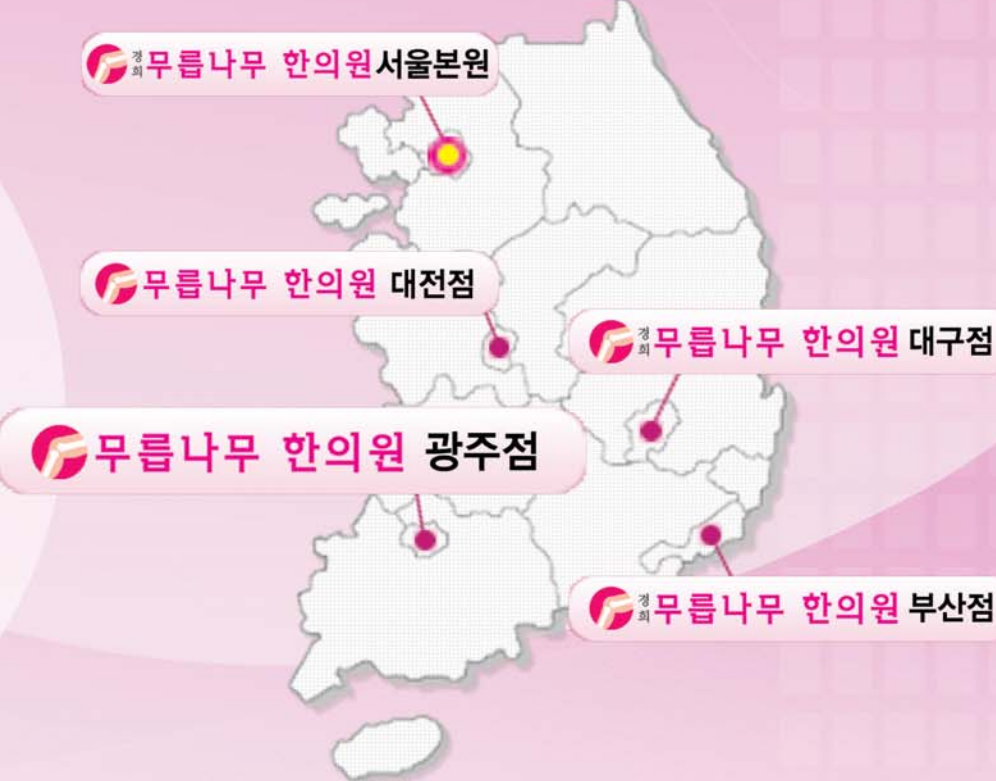 경희 무릎나무 한의원 서울본원
무릎나무 한의원 대전점
경희 무릎나무 한의원 대구점
무릎나무 한의원 광주점
경희 무릎나무 한의원 부산점